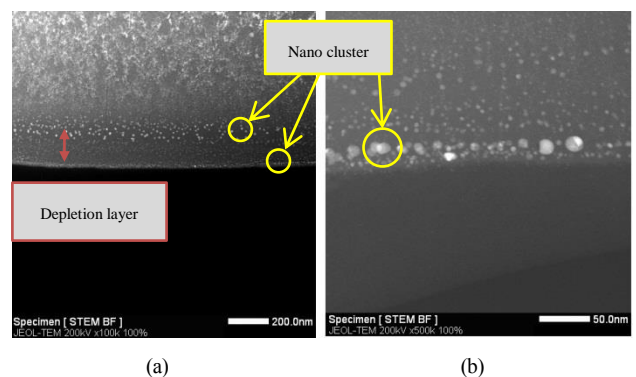 Nano cluster
Depletion layer
Specimen [ STEM BF ]
JEOL-TEM 200kV x100k 100%
200.0nm
Specimen [ STEM BF ]
JEOL-TEM 200kV x500k 100%
50.0nm
(a)
(b)